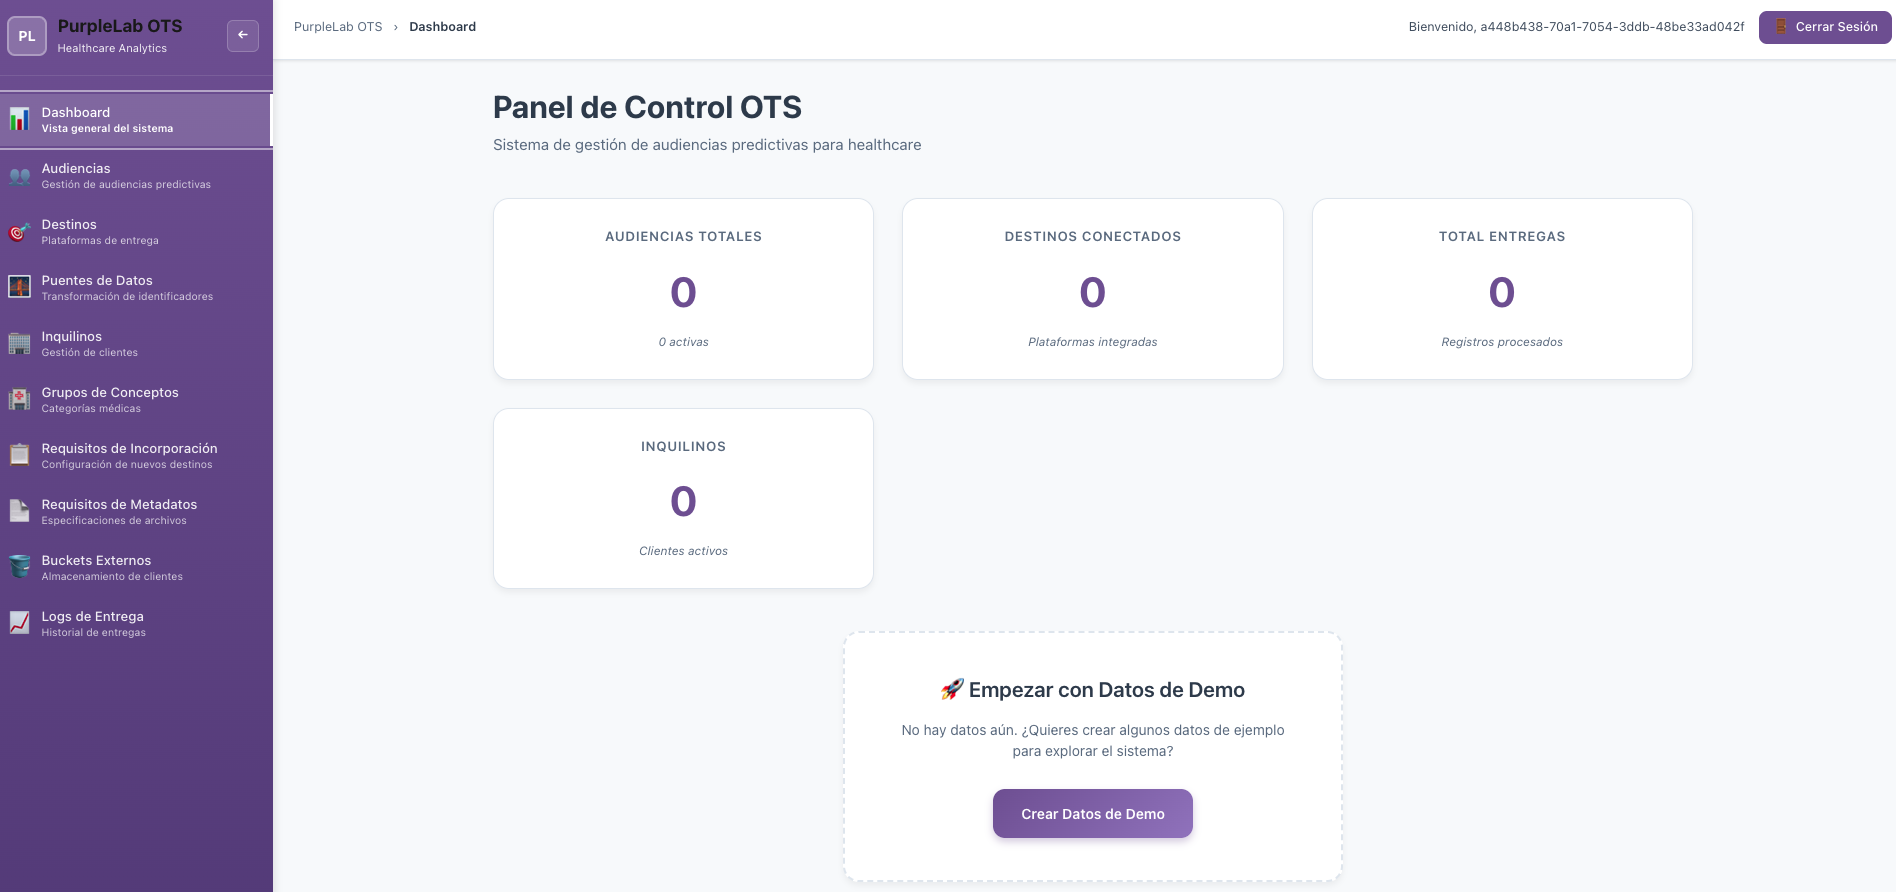 PL
PurpleLab OTS
Healthcare Analytics
←
Dashboard
Vista general del sistema
Audiencias
Gestión de audiencias predictivas
Destinos
Plataformas de entrega
Puentes de Datos
Transformación de identificadores
Inquilinos
Gestión de clientes
Grupos de Conceptos
Categorías médicas
Requisitos de Incorporación
Configuración de nuevos destinos
Requisitos de Metadatos
Especificaciones de archivos
Buckets Externos
Almacenamiento de clientes
Logs de Entrega
Historial de entregas
PurpleLab OTS › Dashboard
Bienvenido, a448b438-70a1-7054-3ddb-48be33ad042f
Cerrar Sesión
Panel de Control OTS
Sistema de gestión de audiencias predictivas para healthcare
AUDIENCIAS TOTALES
0
0 activas
DESTINOS CONECTADOS
0
Plataformas integradas
TOTAL ENTREGAS
0
Registros procesados
INQUILINOS
0
Clientes activos
🚀 Empezar con Datos de Demo
No hay datos aún. ¿Quieres crear algunos datos de ejemplo
para explorar el sistema?
Crear Datos de Demo